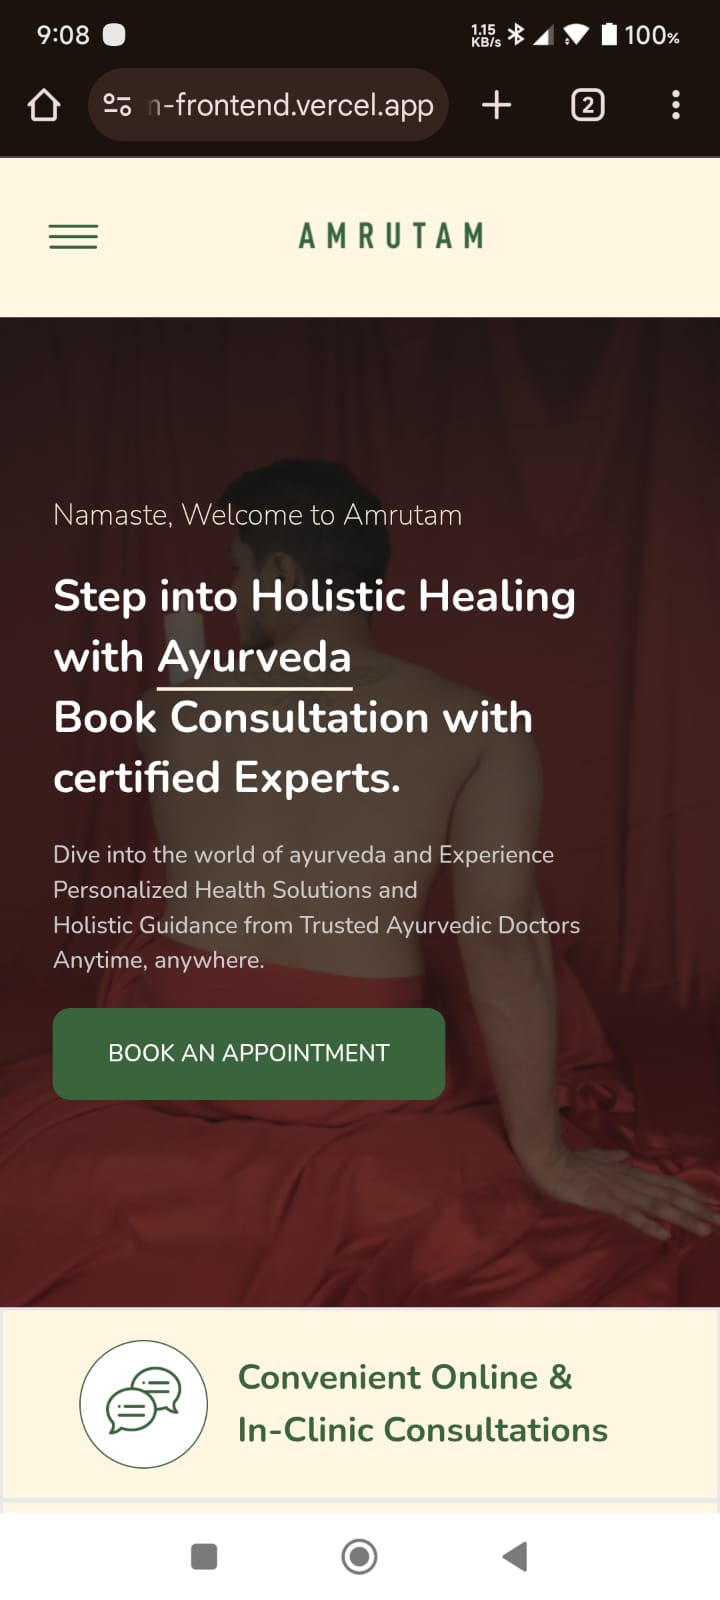 9:08
1.15
KB/s
100%
n-frontend.vercel.app
2
AMRUTAM
Namaste, Welcome to Amrutam
Step into Holistic Healing
with Ayurveda
Book Consultation with
certified Experts.
Dive into the world of ayurveda and Experience
Personalized Health Solutions and
Holistic Guidance from Trusted Ayurvedic Doctors
Anytime, anywhere.
BOOK AN APPOINTMENT
Convenient Online &
In-Clinic Consultations